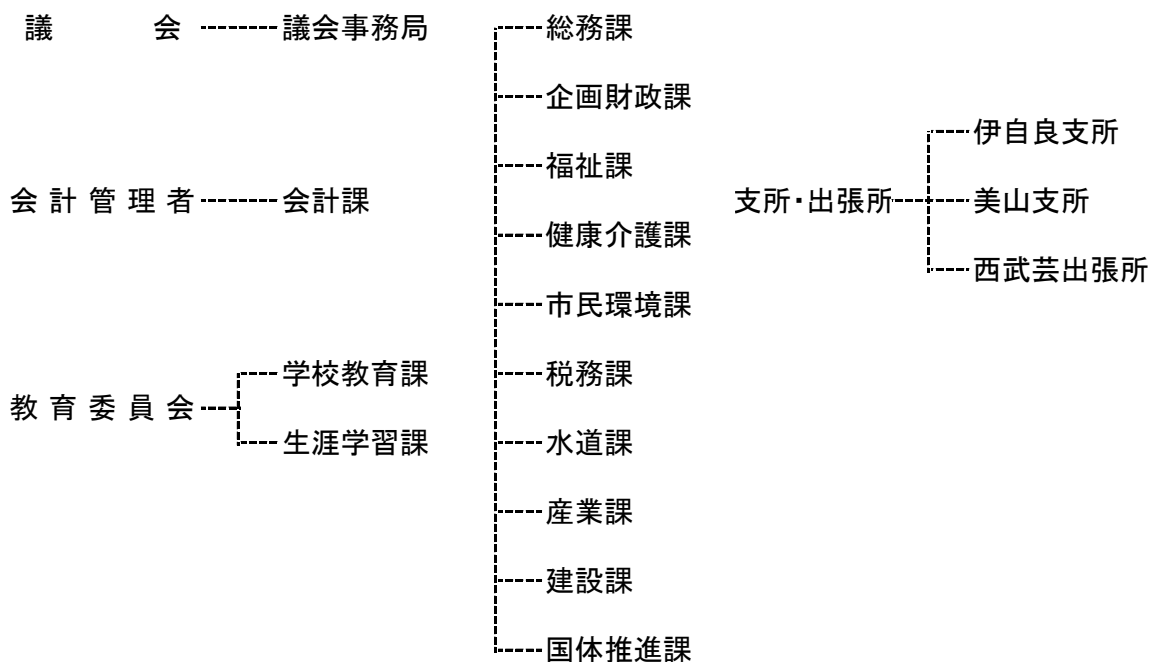 議会
議会事務局
会計管理者
会計課
教育委員会
学校教育課
生涯学習課
総務課
企画財政課
福祉課
健康介護課
市民環境課
税務課
水道課
産業課
建設課
国体推進課
支所・出張所
伊自良支所
美山支所
西武芸出張所